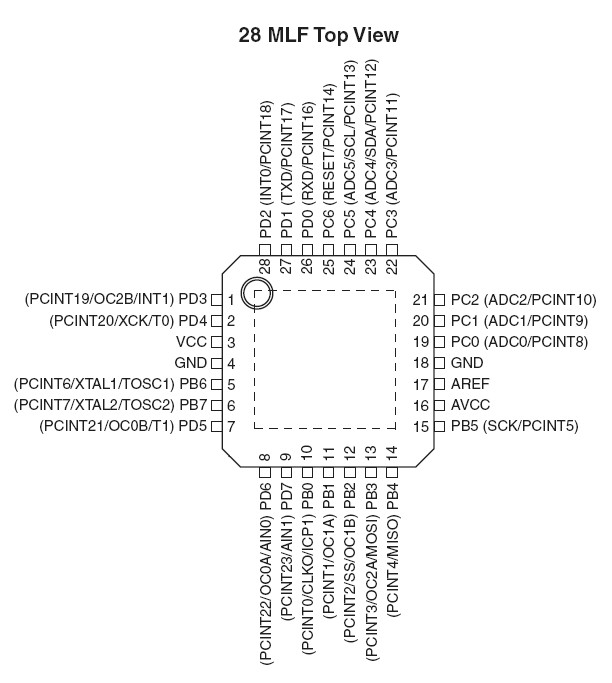 28 MLF Top View
PD2 (INT0/PCINT18)
PD1 (TXD/PCINT17)
PD0 (RXD/PCINT16)
PC6 (RESET/PCINT14)
PC5 (ADC5/SCL/PCINT13)
PC4 (ADC4/SDA/PCINT12)
PC3 (ADC3/PCINT11)
28
27
26
25
24
23
22
(PCINT19/OC2B/INT1) PD3 1
(PCINT20/XCK/T0) PD4 2
VCC 3
GND 4
(PCINT6/XTAL1/TOSC1) PB6 5
(PCINT7/XTAL2/TOSC2) PB7 6
(PCINT21/OC0B/T1) PD5 7
21 PC2 (ADC2/PCINT10)
20 PC1 (ADC1/PCINT9)
19 PC0 (ADC0/PCINT8)
18 GND
17 AREF
16 AVCC
15 PB5 (SCK/PCINT5)
8
9
10
11
12
13
14
(PCINT22/OC0A/AIN0) PD6
(PCINT23/AIN1) PD7
(PCINT0/CLKO/ICP1) PB0
(PCINT1/OC1A) PB1
(PCINT2/SS/OC1B) PB2
(PCINT3/OC2A/MOSI) PB3
(PCINT4/MISO) PB4